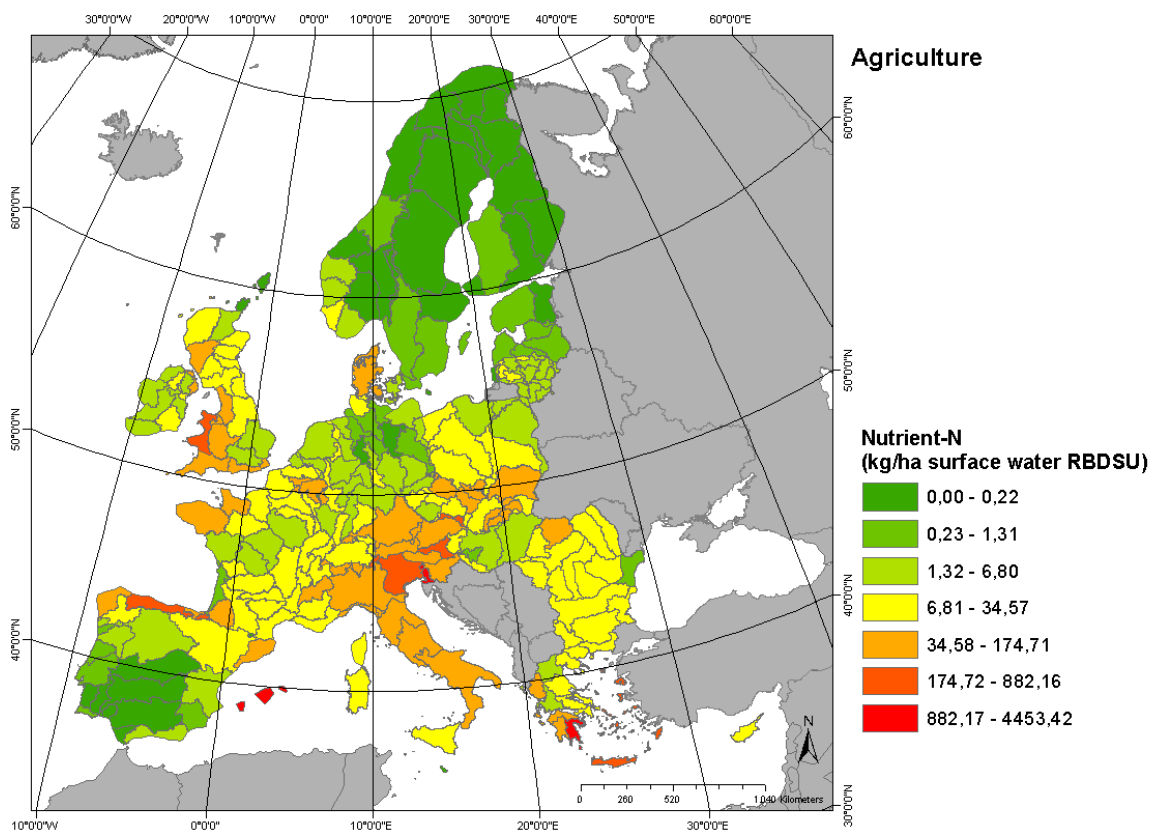 30°0'0"W 20°0'0"W 10°0'0"W 0°0'0" 10°0'0"E 20°0'0"E 30°0'0"E 40°0'0"E 50°0'0"E 60°0'0"E
Agriculture
60°0'0"N
60°0'0"N
50°0'0"N
50°0'0"N
40°0'0"N
40°0'0"N
30°0'0"N
Nutrient-N
(kg/ha surface water RBDSU)
0,00 - 0,22
0,23 - 1,31
1,32 - 6,80
6,81 - 34,57
34,58 - 174,71
174,72 - 882,16
882,17 - 4453,42
N
0 260 520 1 040 Kilometers
10°0'0"W 0°0'0" 10°0'0"E 20°0'0"E 30°0'0"E